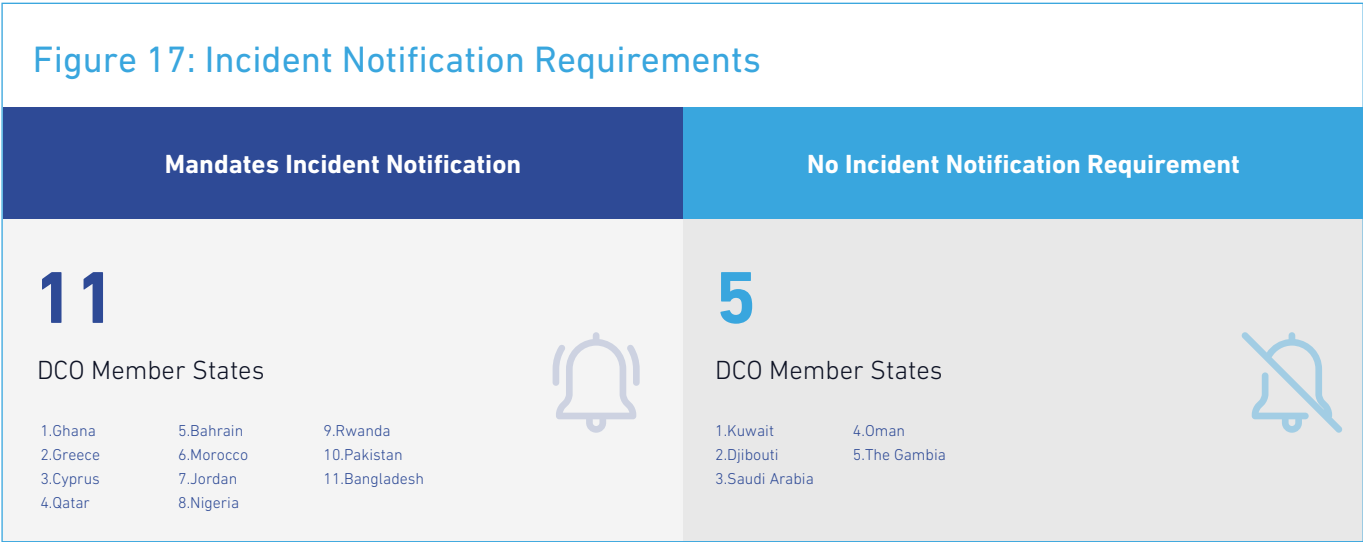 Figure 17: Incident Notification Requirements
Mandates Incident Notification
No Incident Notification Requirement
11
DCO Member States
1.Ghana
2.Greece
3.Cyprus
4.Qatar
5.Bahrain
6.Morocco
7.Jordan
8.Nigeria
9.Rwanda
10.Pakistan
11.Bangladesh
5
DCO Member States
1.Kuwait
2.Djibouti
3.Saudi Arabia
4.Oman
5.The Gambia